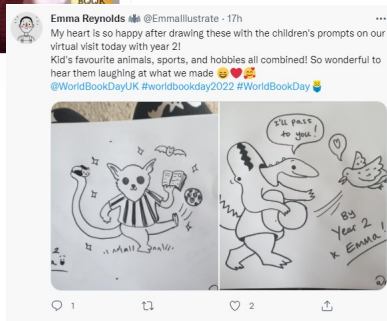 BOOK
Emma Reynolds @EmmaIllustrate · 17h
My heart is so happy after drawing these with the children's prompts on our
virtual visit today with year 2!
Kid's favourite animals, sports, and hobbies all combined! So wonderful to
hear them laughing at what we made
@WorldBookDayUK #worldbookday2022 #WorldBookDay
I'll pass
to you!
By
Year 2
x Emma!
1
2